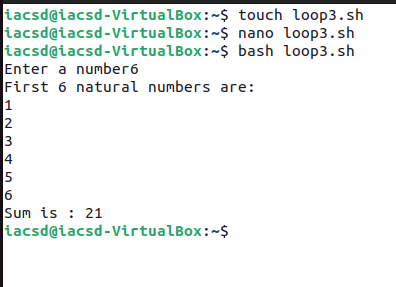 iacsd@iacsd-VirtualBox:~$ touch loop3.sh
iacsd@iacsd-VirtualBox:~$ nano loop3.sh
iacsd@iacsd-VirtualBox:~$ bash loop3.sh
Enter a number6
First 6 natural numbers are:
1
2
3
4
5
6
Sum is : 21
iacsd@iacsd-VirtualBox:~$